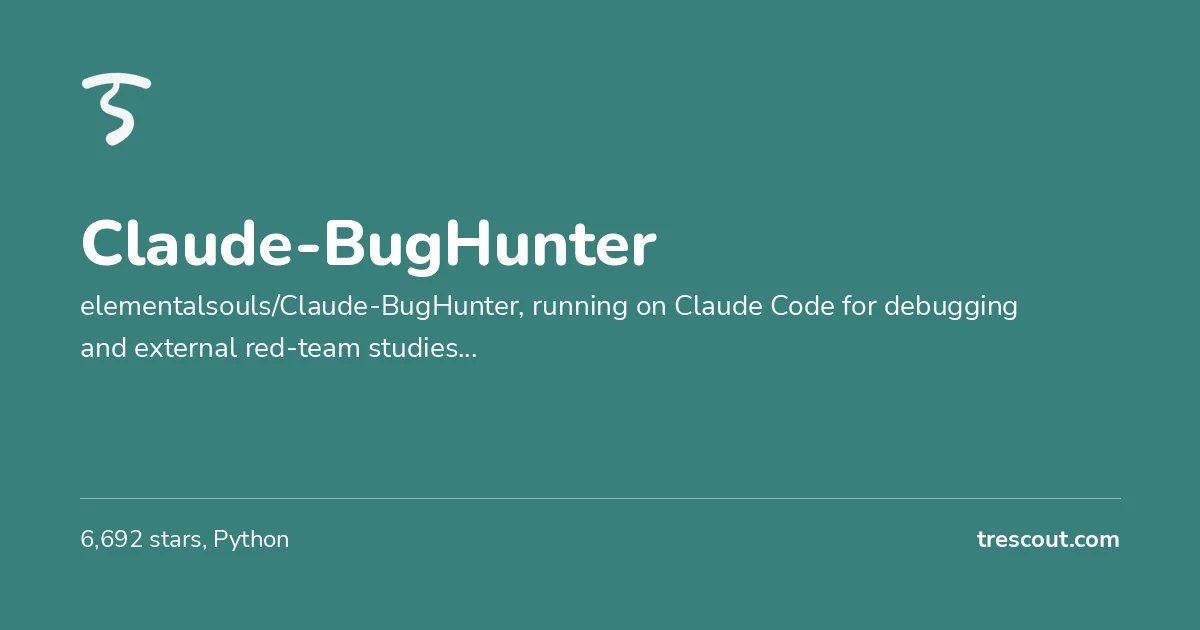 Claude-BugHunter
elementalsouls/Claude-BugHunter, running on Claude Code for debugging
and external red-team studies...
6,692 stars, Python
trescout.com